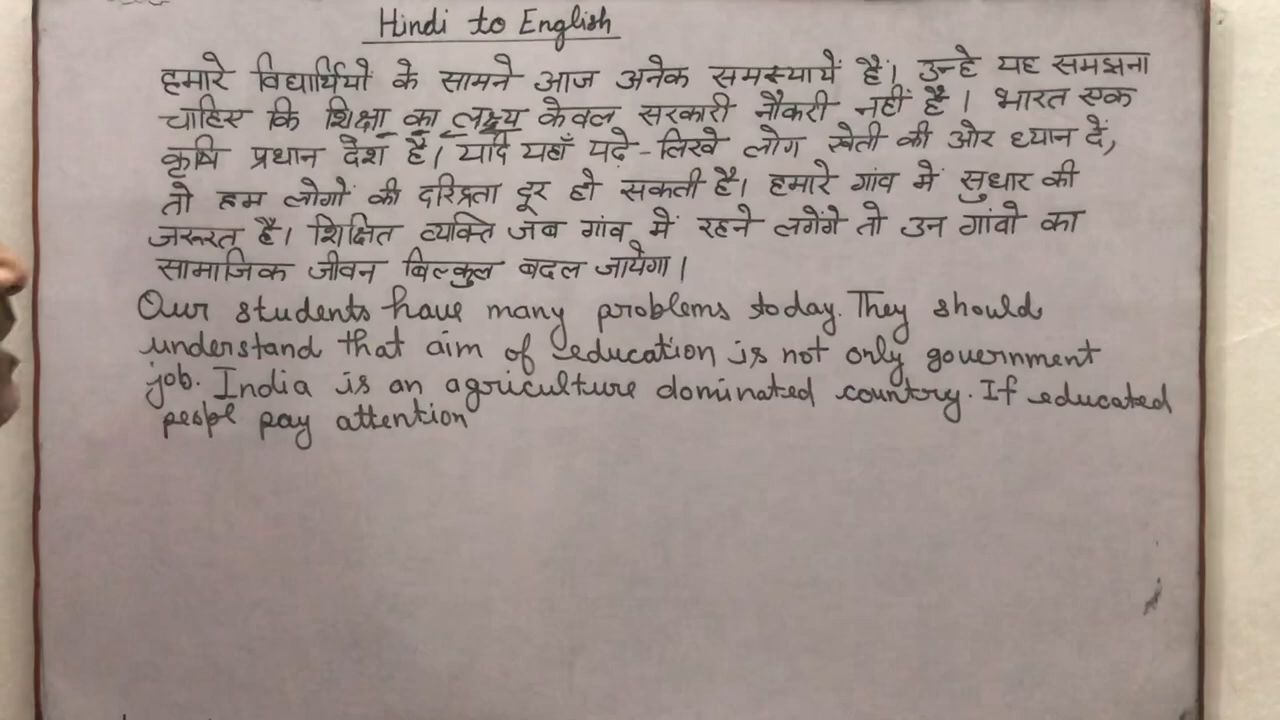 Hindi to English
हमारे विद्यार्थियों के सामने आज अनेक समस्यायें हैं। उन्हे यह समझना
चाहिए कि शिक्षा का लक्ष्य केवल सरकारी नौकरी नहीं है। भारत एक
कृषि प्रधान देश है। यदि यहाँ पढे-लिखे लोग खेती की ओर ध्यान दें,
तो हम लोगों की दरिद्रता दूर हो सकती है। हमारे गांव में सुधार की
जरूरत है। शिक्षित व्यक्ति जब गांव में रहने लगेंगे तो उन गांवो का
सामाजिक जीवन बिल्कुल बदल जायेगा।
Our students have many problems today. They should
understand that aim of education is not only government
job. India is an agriculture dominated country. If educated
peopl pay attention